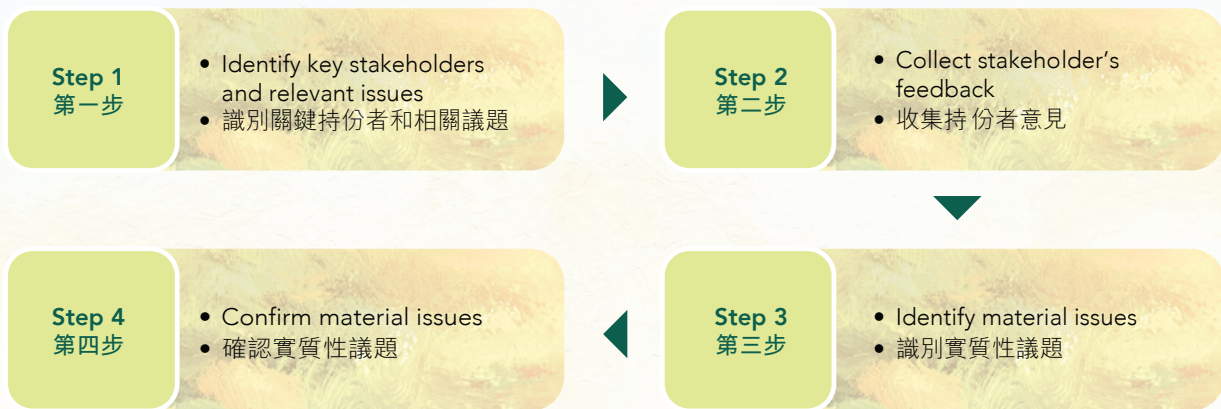 Step 1
第一步
• Identify key stakeholders
and relevant issues
• 識別關鍵持份者和相關議題
Step 2
第二步
• Collect stakeholder's
feedback
• 收集持份者意見
Step 3
第三步
• Identify material issues
• 識別實質性議題
Step 4
第四步
• Confirm material issues
• 確認實質性議題